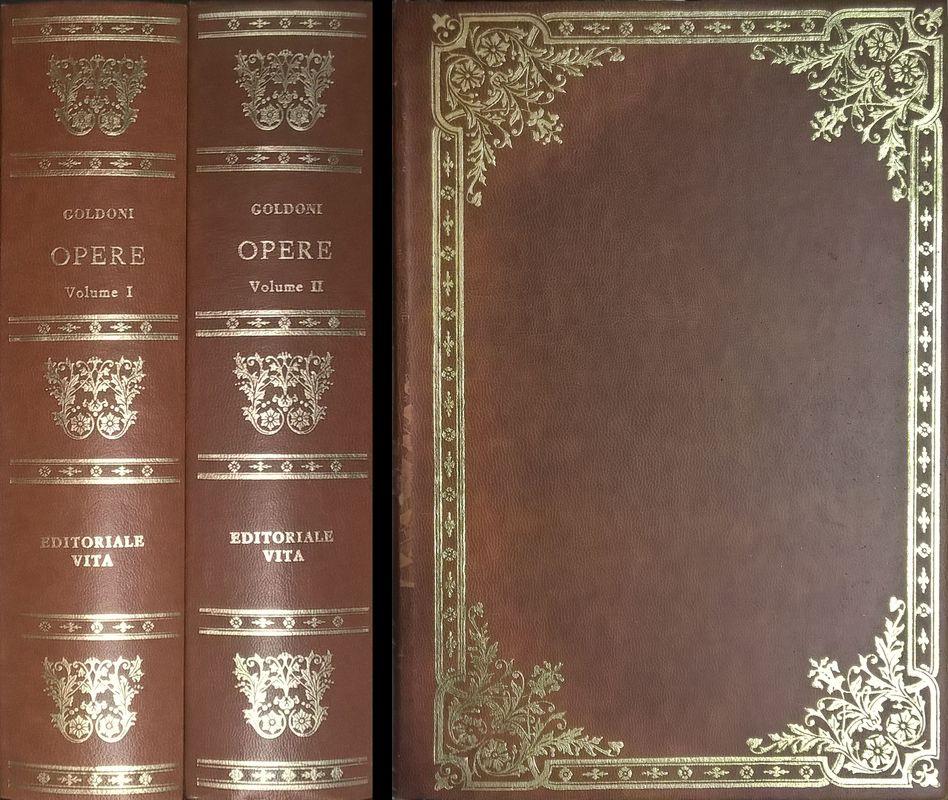 GOLDONI
OPERE
Volume I
EDITORIALE
VITA
GOLDONI
OPERE
Volume II
EDITORIALE
VITA